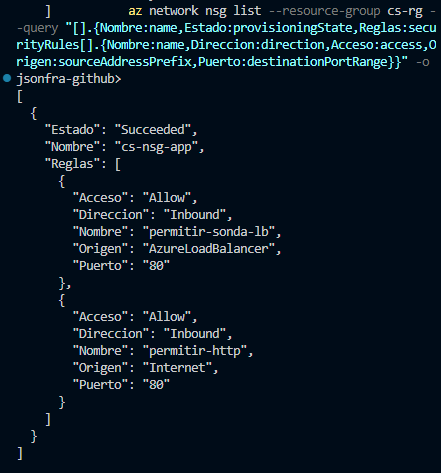 ]      az network nsg list --resource-group cs-rg -
-query "[].{Nombre:name,Estado:provisioningState,Reglas:secu
rityRules[].{Nombre:name,Direccion:direction,Acceso:access,O
rigen:sourceAddressPrefix,Puerto:destinationPortRange}}" -o
jsonfra-github>
[
  {
    "Estado": "Succeeded",
    "Nombre": "cs-nsg-app",
    "Reglas": [
      {
        "Acceso": "Allow",
        "Direccion": "Inbound",
        "Nombre": "permitir-sonda-lb",
        "Origen": "AzureLoadBalancer",
        "Puerto": "80"
      },
      {
        "Acceso": "Allow",
        "Direccion": "Inbound",
        "Nombre": "permitir-http",
        "Origen": "Internet",
        "Puerto": "80"
      }
    ]
  }
]